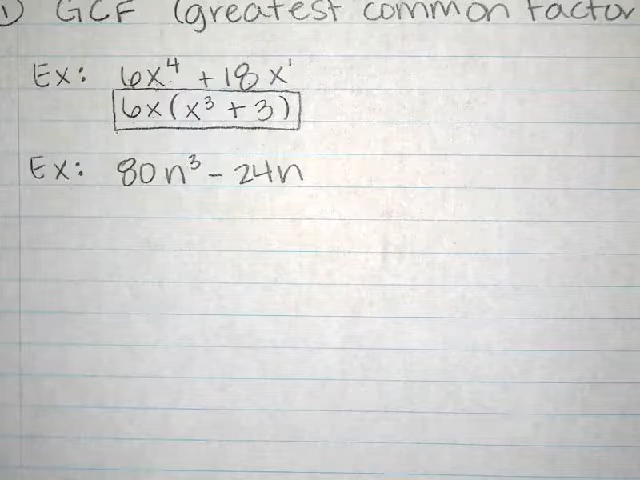 1) GCF (greatest common factor
Ex: 6x⁴ + 18x¹
6x(x³ + 3)
Ex: 80n³ - 24n